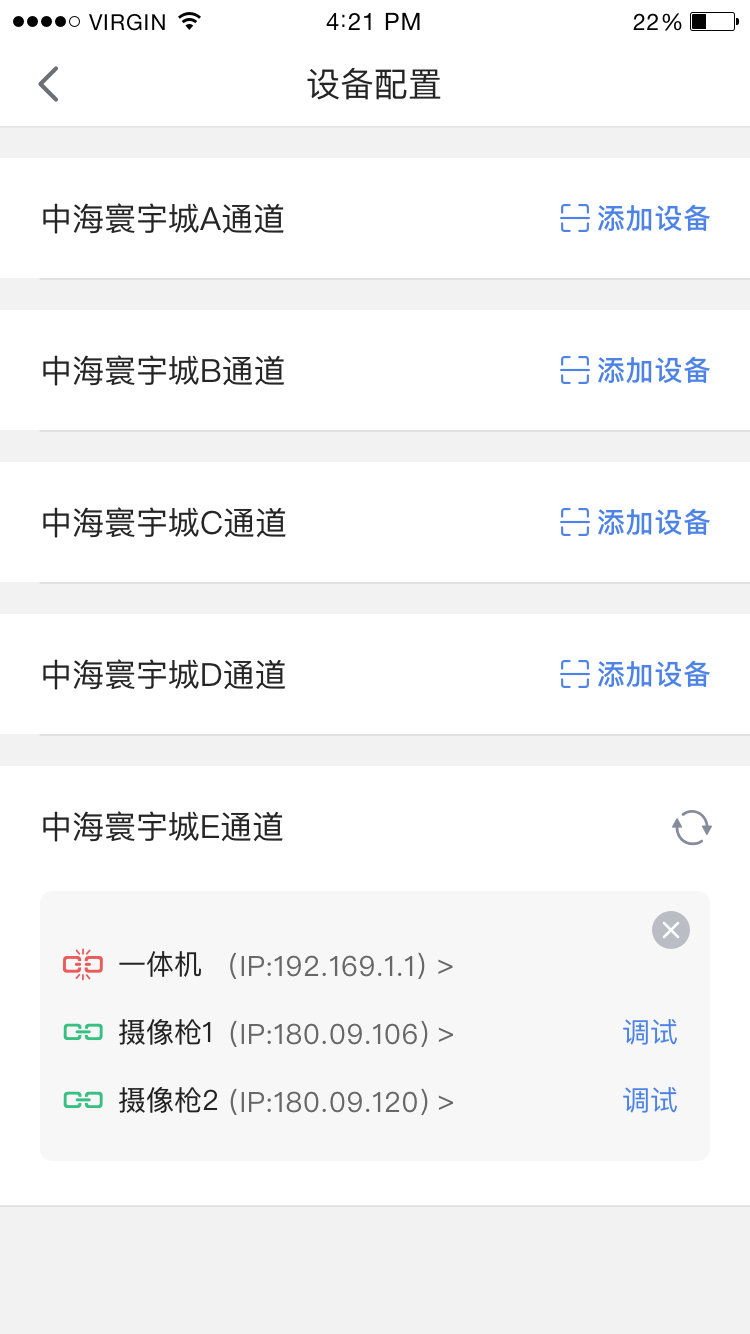 VIRGIN 4:21 PM 22%
设备配置
中海寰宇城A通道 添加设备
中海寰宇城B通道 添加设备
中海寰宇城C通道 添加设备
中海寰宇城D通道 添加设备
中海寰宇城E通道
一体机 (IP:192.169.1.1) >
摄像枪1 (IP:180.09.106) > 调试
摄像枪2 (IP:180.09.120) > 调试